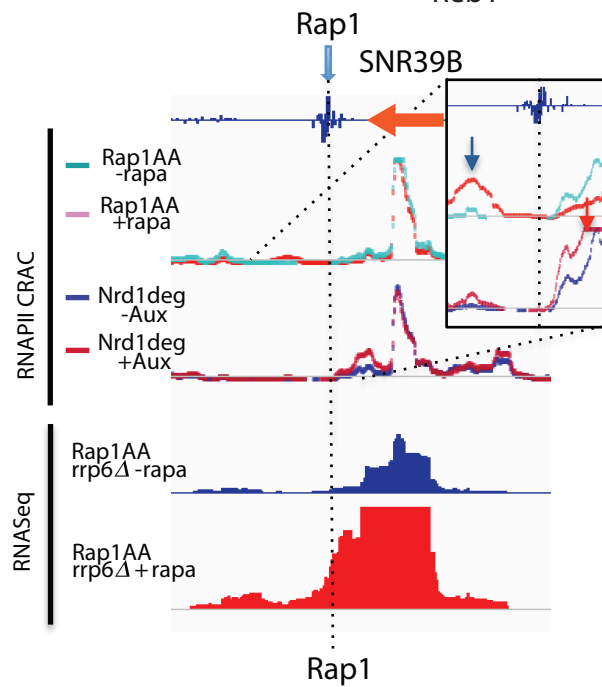 Rap1
SNR39B
Rap1AA
-rapa
Rap1AA
+rapa
RNAPII CRAC
Nrd1deg
-Aux
Nrd1deg
+Aux
Rap1AA
rrp6Δ -rapa
RNASeq
Rap1AA
rrp6Δ + rapa
Rap1